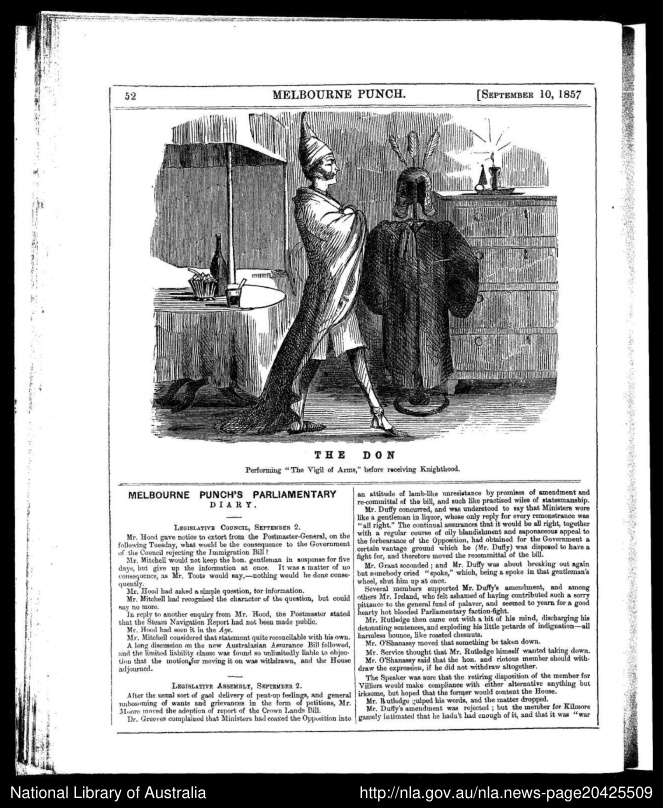 52
MELBOURNE PUNCH.
[SEPTEMBER 10, 1857
THE DON
Performing "The Vigil of Arms," before receiving Knighthood.
MELBOURNE PUNCH'S PARLIAMENTARY
DIARY.
LEGISLATIVE COUNCIL, SEPTEMBER 2.
Mr. Hood gave notice to extort from the Postmaster-General, on the
following Tuesday, what would be the consequence to the Government
of the Council rejecting the Immigration Bill!
Mr. Mitchell would not keep the hon. gentleman in suspense for five
days, but give up the information at once. It was a matter of no
consequence, as Mr. Toots would say,—nothing would be done conse-
quently.
Mr. Hood had asked a simple question, for information.
Mr. Mitchell had recognised the character of the question, but could
say no more.
In reply to another enquiry from Mr. Hood, the Postmaster stated
that the Steam Navigation Report had not been made public.
Mr. Hood had seen it in the Age.
Mr. Mitchell considered that statement quite reconcilable with his own.
A long discussion on the new Australasian Assurance Bill followed,
and the limited liability clause was found so unlimitedly liable to objec-
tion that the motion for moving it on was withdrawn, and the House
adjourned.
LEGISLATIVE ASSEMBLY, SEPTEMBER 2.
After the usual sort of gaol delivery of pent-up feelings, and general
unbosoming of wants and grievances in the form of petitions, Mr.
Moore moved the adoption of report of the Crown Lands Bill.
Dr. Greeves complained that Ministers had coaxed the Opposition into
an attitude of lamb-like unresistance by promises of amendment and
re-committal of the bill, and such like practised wiles of statesmanship.
Mr. Duffy concurred, and was understood to say that Ministers were
like a gentleman in liquor, whose only reply for every remonstrance was
"all right." The continual assurances that it would be all right, together
with a regular course of oily blandishment and saponaceous appeal to
the forbearance of the Opposition, had obtained for the Government a
certain vantage ground which he (Mr. Duffy) was disposed to have a
fight for, and therefore moved the recommittal of the bill.
Mr. Grant seconded; and Mr. Duffy was about breaking out again
but somebody cried "spoke," which, being a spoke in that gentleman's
wheel, shut him up at once.
Several members supported Mr. Duffy's amendment, and among
others Mr. Ireland, who felt ashamed of having contributed such a sorry
pittance to the general fund of palaver, and seemed to yearn for a good
hearty hot blooded Parliamentary faction-fight.
Mr. Rutledge then came out with a bit of his mind, discharging his
detonating sentences, and exploding his little petards of indignation—all
harmless bounce, like roasted chesnuts.
Mr. O'Shanassy moved that something be taken down.
Mr. Service thought that Mr. Rutledge himself wanted taking down.
Mr. O'Shanassy said that the hon. and riotous member should with-
draw the expression, if he did not withdraw altogether.
The Speaker was sure that the retiring disposition of the member for
Villiers would make compliance with either alternative anything but
irksome, but hoped that the former would content the House.
Mr. Rutledge gulped his words, and the matter dropped.
Mr. Duffy's amendment was rejected; but the member for Kilmore
gamely intimated that he hadn't had enough of it, and that it was "war
National Library of Australia
http://nla.gov.au/nla.news-page20425509